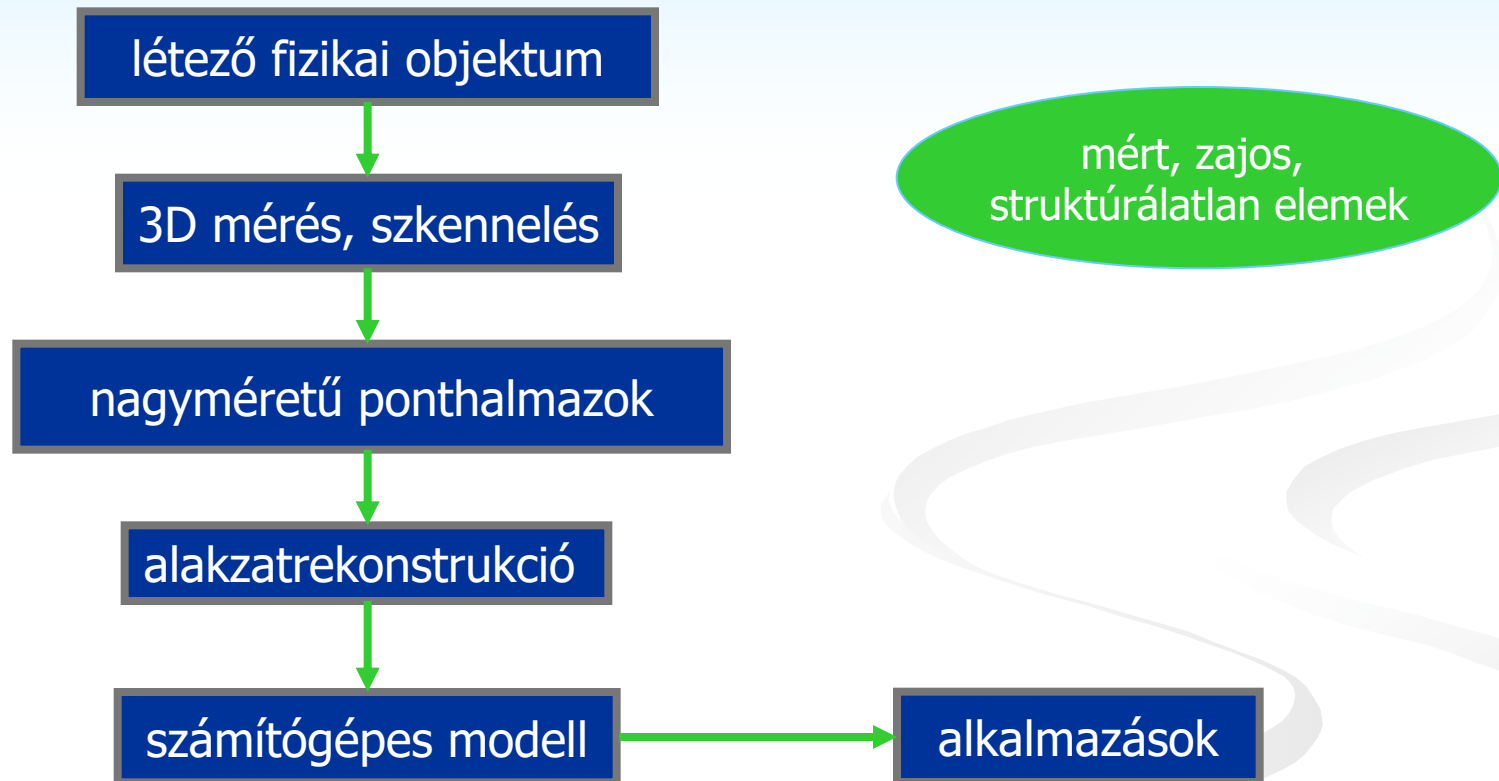 létező fizikai objektum
mért, zajos,
struktúrálatlan elemek
3D mérés, szkennelés
nagyméretű ponthalmazok
alakzatrekonstrukció
számítógépes modell
alkalmazások